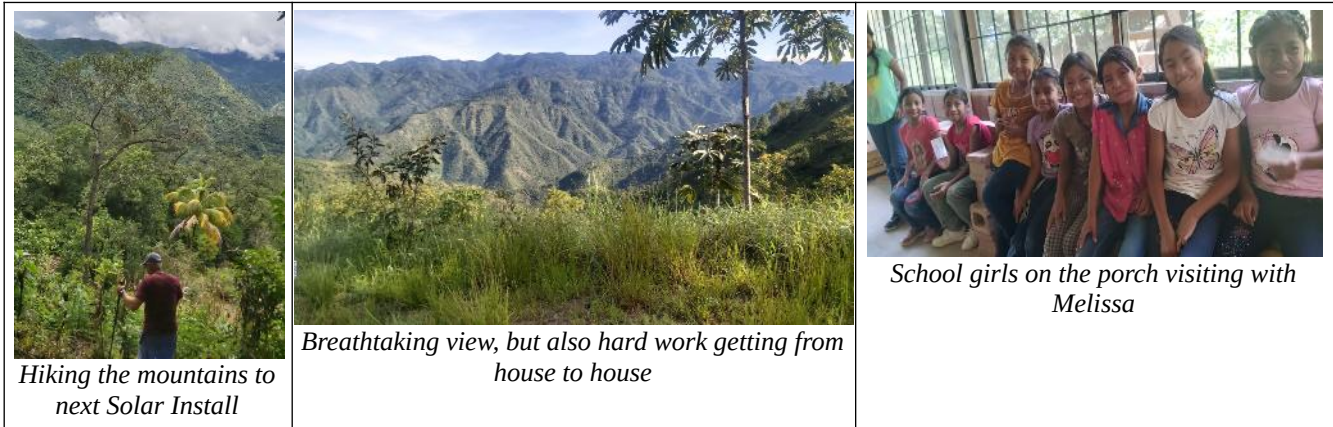 Hiking the mountains to
next Solar Install
Breathtaking view, but also hard work getting from
house to house
School girls on the porch visiting with
Melissa